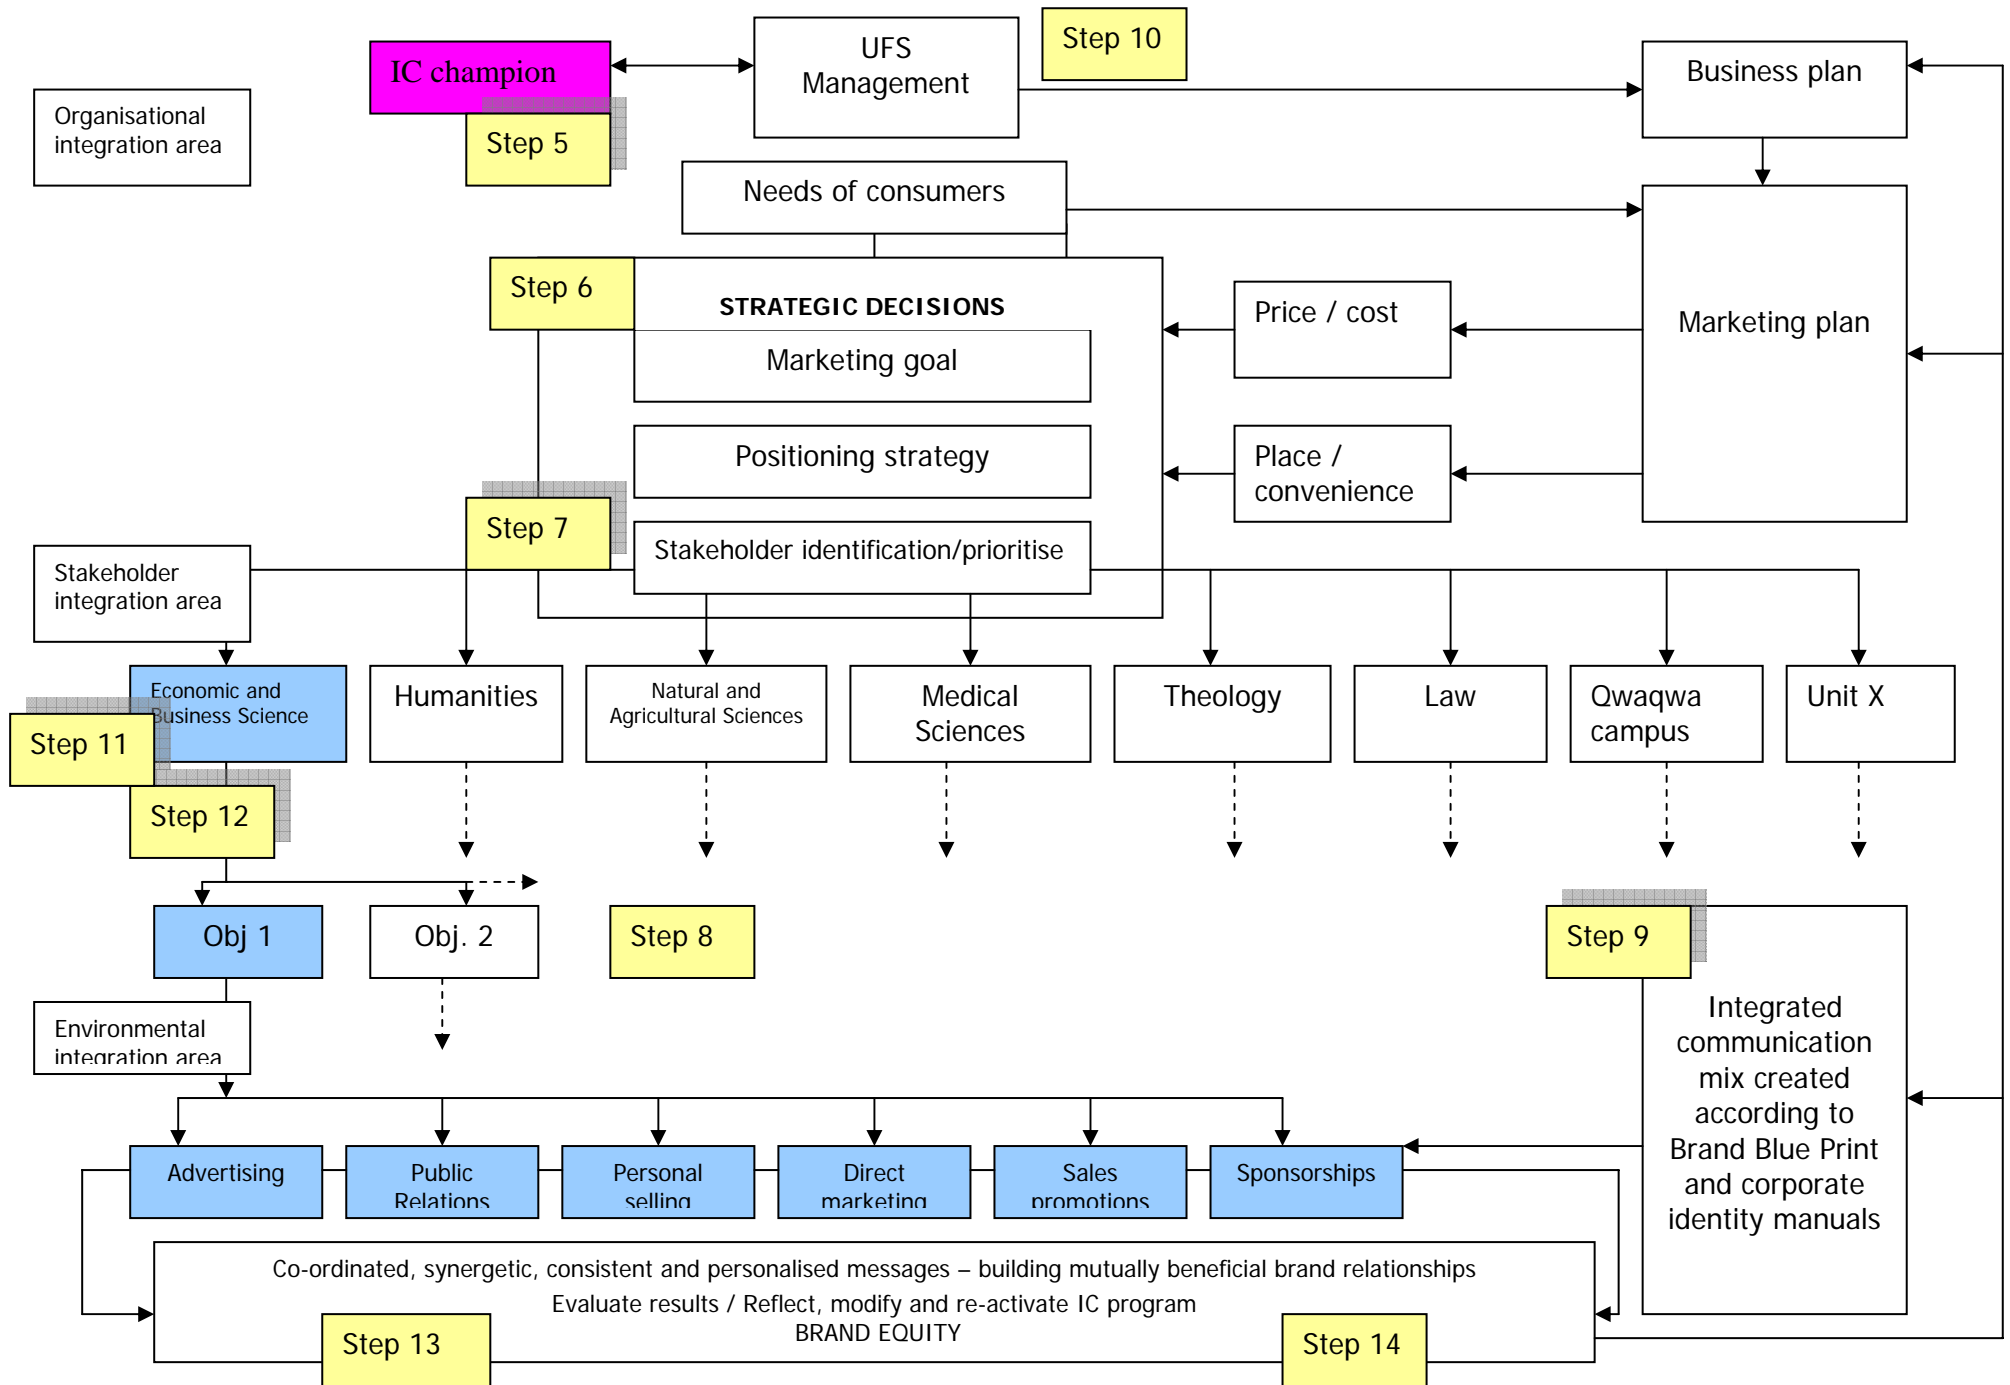 Step 10
UFS
Management
IC champion
Business plan
Organisational
integration area
Step 5
Needs of consumers
Step 6
STRATEGIC DECISIONS
Price / cost
Marketing plan
Marketing goal
Positioning strategy
Place /
convenience
Step 7
Stakeholder identification/prioritise
Stakeholder
integration area
Economic and
Business Science
Humanities
Natural and
Agricultural Sciences
Medical
Sciences
Theology
Law
Qwaqwa
campus
Unit X
Step 11
Step 12
Obj 1
Obj. 2
Step 8
Step 9
Integrated
communication
mix created
according to
Brand Blue Print
and corporate
identity manuals
Environmental
integration area
Advertising
Public
Relations
Personal
selling
Direct
marketing
Sales
promotions
Sponsorships
Co-ordinated, synergetic, consistent and personalised messages – building mutually beneficial brand relationships
Evaluate results / Reflect, modify and re-activate IC program
BRAND EQUITY
Step 13
Step 14